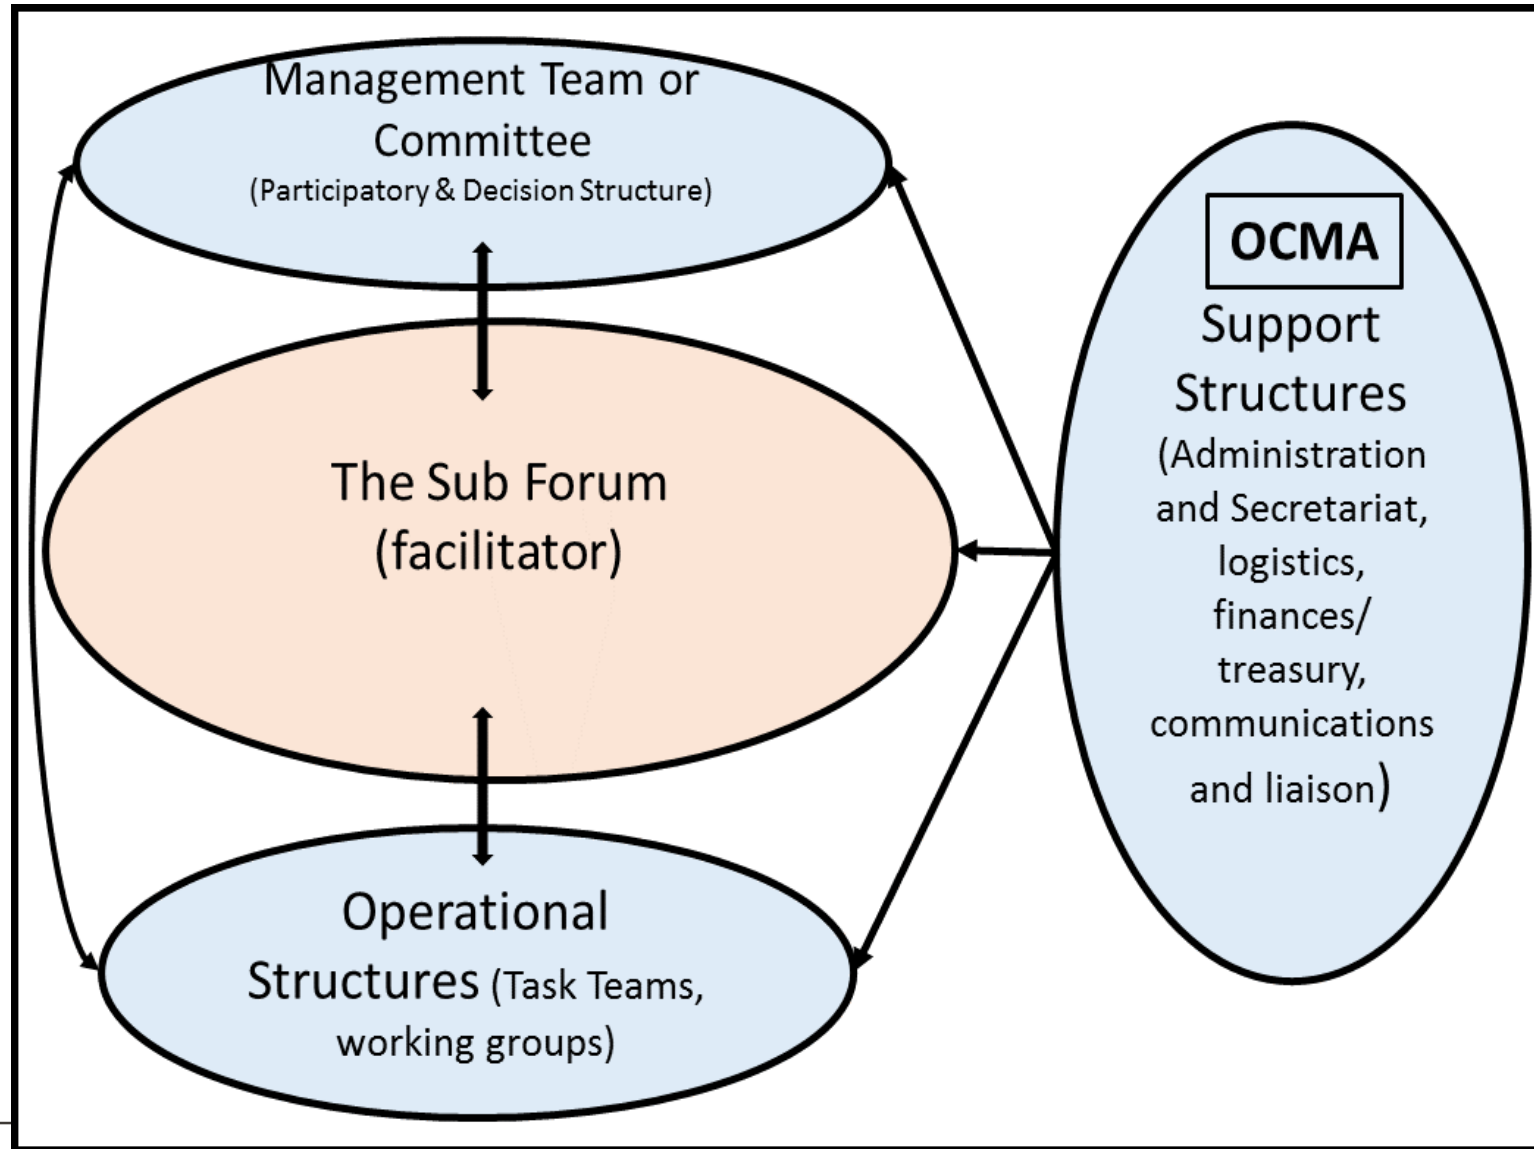 Management Team or
Committee
(Participatory & Decision Structure)
The Sub Forum
(facilitator)
Operational
Structures (Task Teams,
working groups)
OCMA
Support
Structures
(Administration
and Secretariat,
logistics,
finances/
treasury,
communications
and liaison)